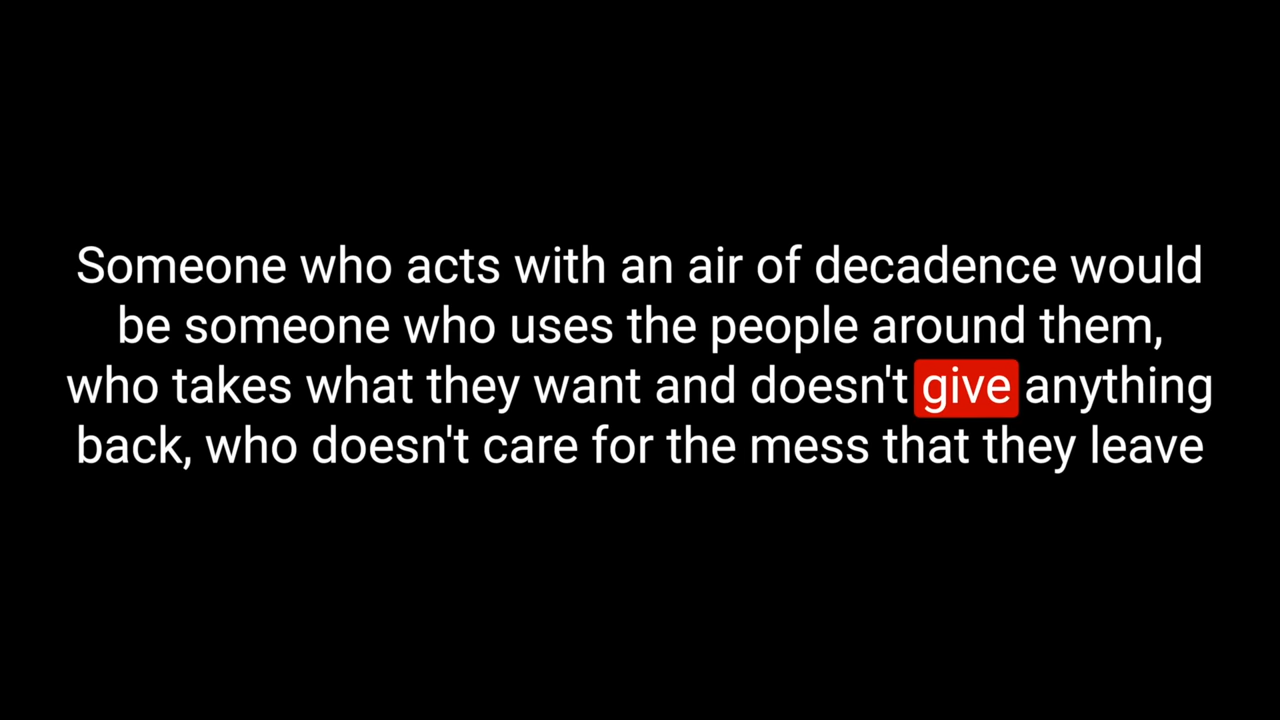 Someone who acts with an air of decadence would
be someone who uses the people around them,
who takes what they want and doesn't give anything
back, who doesn't care for the mess that they leave